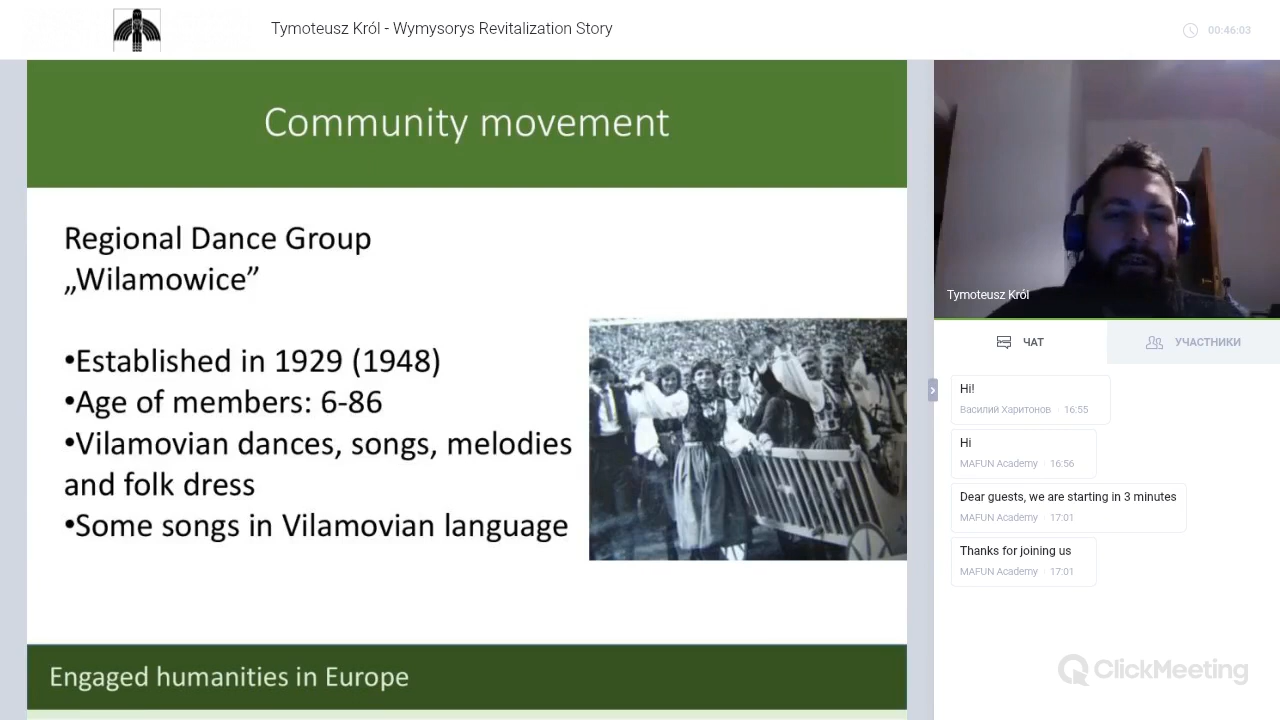 Tymoteusz Król - Wymysorys Revitalization Story
00:46:03
Community movement
Regional Dance Group
„Wilamowice”
•Established in 1929 (1948)
•Age of members: 6-86
•Vilamovian dances, songs, melodies
and folk dress
•Some songs in Vilamovian language
Engaged humanities in Europe
Tymoteusz Król
ЧАТ
УЧАСТНИКИ
Hi!
Василий Харитонов · 16:55
Hi
MAFUN Academy · 16:56
Dear guests, we are starting in 3 minutes
MAFUN Academy · 17:01
Thanks for joining us
MAFUN Academy · 17:01
ClickMeeting